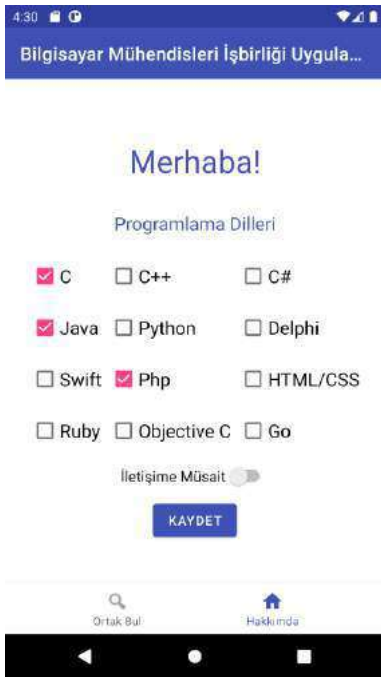 4:30
Bilgisayar Mühendisleri İşbirliği Uygula...
Merhaba!
Programlama Dilleri
C C++ C#
Java Python Delphi
Swift Php HTML/CSS
Ruby Objective C Go
İletişime Müsait
KAYDET
Ortak Bul Hakkımda